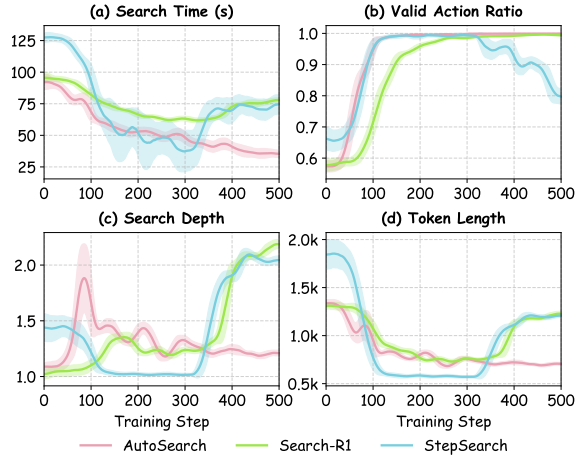 (a) Search Time (s)
(b) Valid Action Ratio
125
100
75
50
25
0 100 200 300 400 500
1.0
0.9
0.8
0.7
0.6
0 100 200 300 400 500
(c) Search Depth
(d) Token Length
2.0
1.5
1.0
0 100 200 300 400 500
2.0k
1.5k
1.0k
0.5k
0 100 200 300 400 500
Training Step
Training Step
AutoSearch
Search-R1
StepSearch